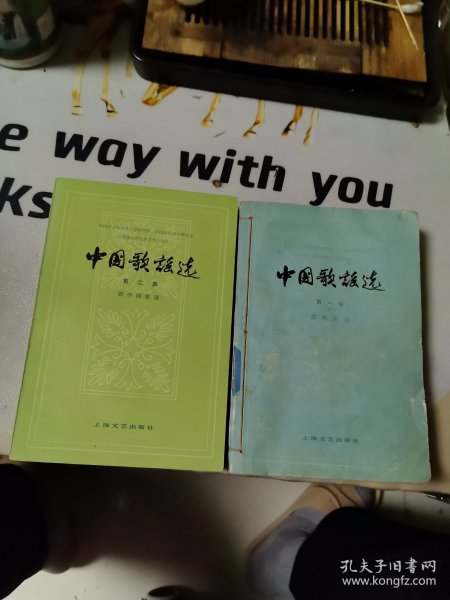 e way with you
ks
中国歌谣选
第二集
新中国歌谣
上海文艺出版社
中国歌谣选
第一集
上海文艺出版社
孔夫子旧书网
www.kongfz.com